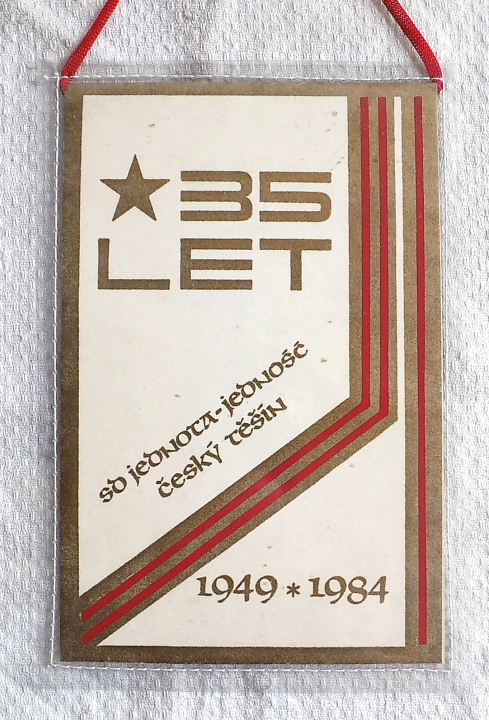 ★35
LET
sd jednota-jedność
český těšín
1949 * 1984